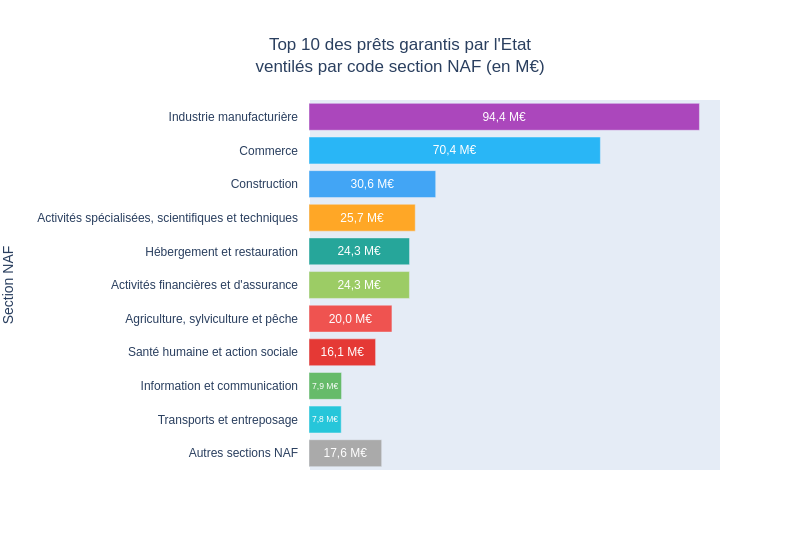 Top 10 des prêts garantis par l'Etat
ventilés par code section NAF (en M€)
Section NAF
Industrie manufacturière 94,4 M€
Commerce 70,4 M€
Construction 30,6 M€
Activités spécialisées, scientifiques et techniques 25,7 M€
Hébergement et restauration 24,3 M€
Activités financières et d'assurance 24,3 M€
Agriculture, sylviculture et pêche 20,0 M€
Santé humaine et action sociale 16,1 M€
Information et communication 7,9 M€
Transports et entreposage 7,8 M€
Autres sections NAF 17,6 M€